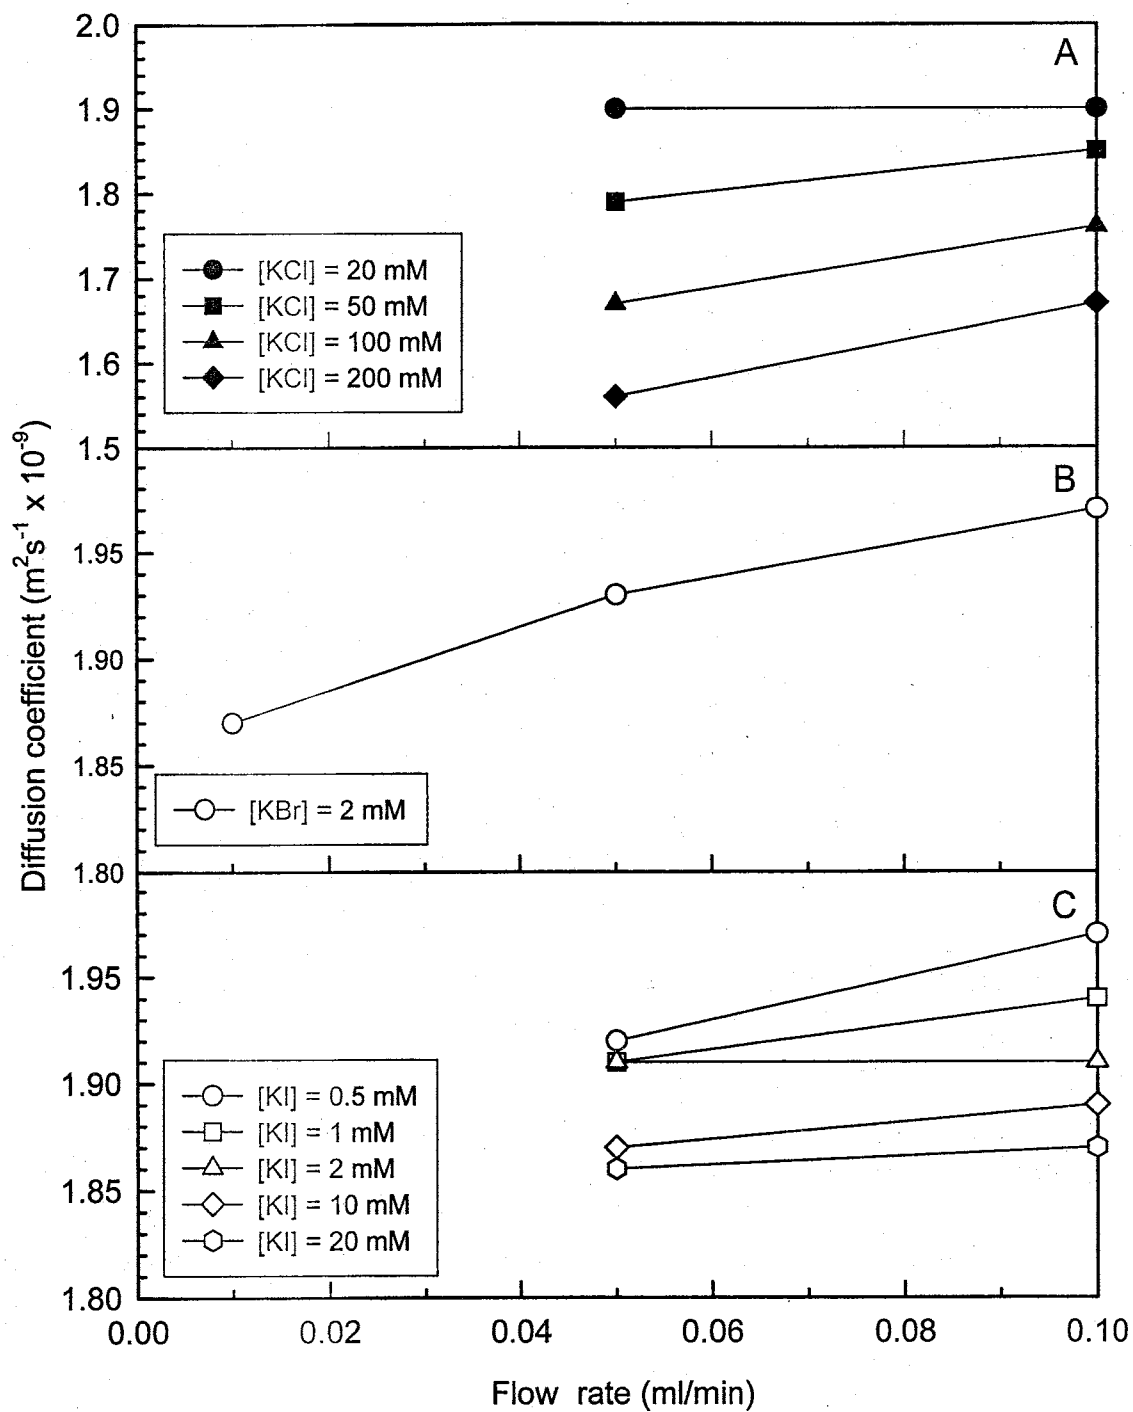 2.0
A
1.9
1.8
1.7
1.6
1.5
[KCl] = 20 mM
[KCl] = 50 mM
[KCl] = 100 mM
[KCl] = 200 mM
B
1.95
1.90
1.85
1.80
[KBr] = 2 mM
Diffusion coefficient (m²s⁻¹ x 10⁻⁹)
C
1.95
1.90
1.85
1.80
[KI] = 0.5 mM
[KI] = 1 mM
[KI] = 2 mM
[KI] = 10 mM
[KI] = 20 mM
0.00 0.02 0.04 0.06 0.08 0.10
Flow rate (ml/min)